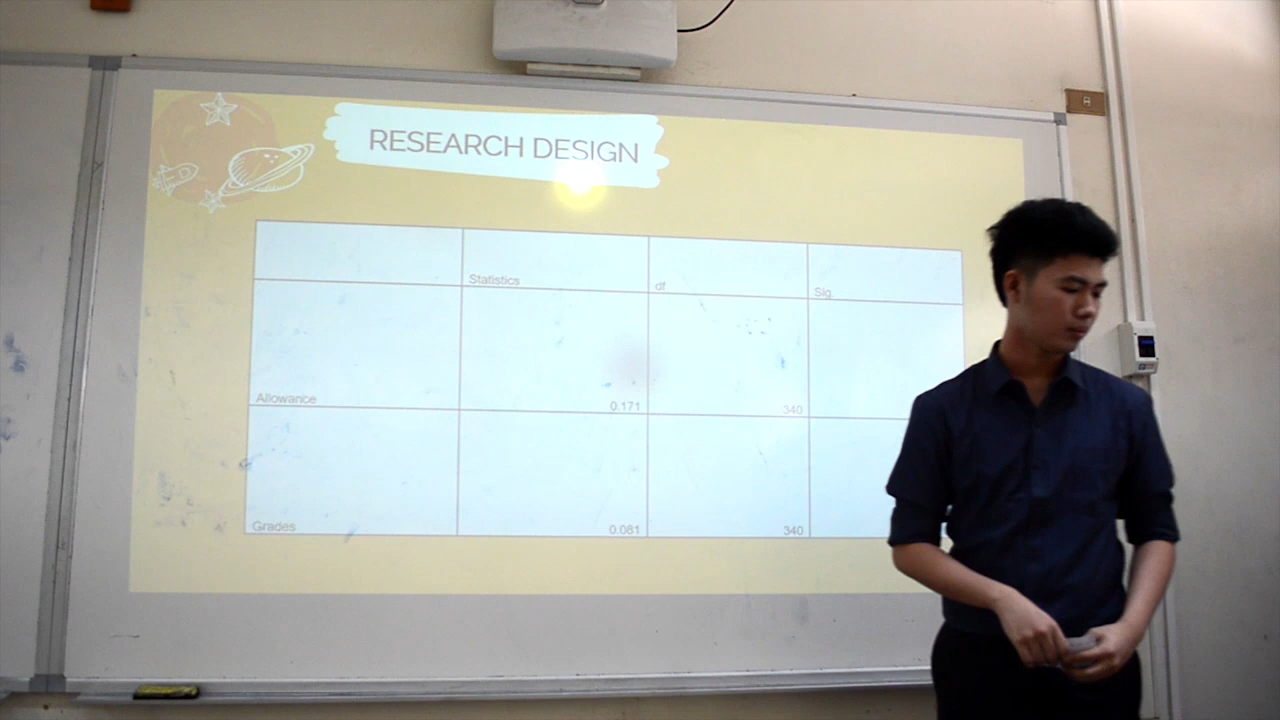 RESEARCH DESIGN
Statistics df Sig.
Allowance 0.171 340
Grades 0.081 340